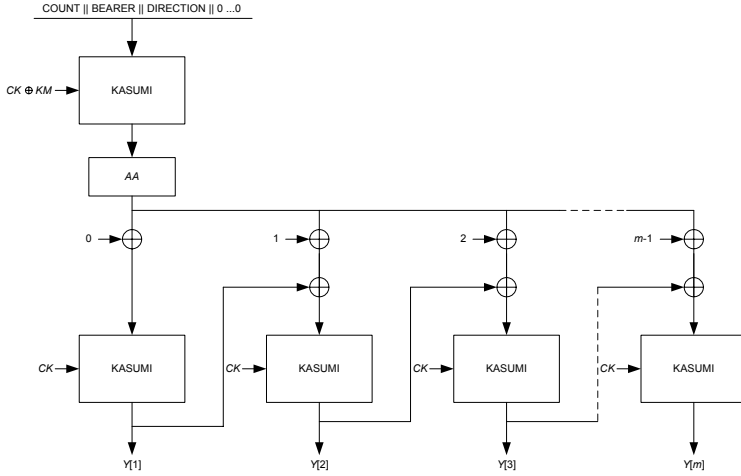 COUNT || BEARER || DIRECTION || 0 ...0
CK ⊕ KM
KASUMI
AA
0
1
2
m-1
CK
KASUMI
CK
KASUMI
CK
KASUMI
CK
KASUMI
Y[1]
Y[2]
Y[3]
Y[m]